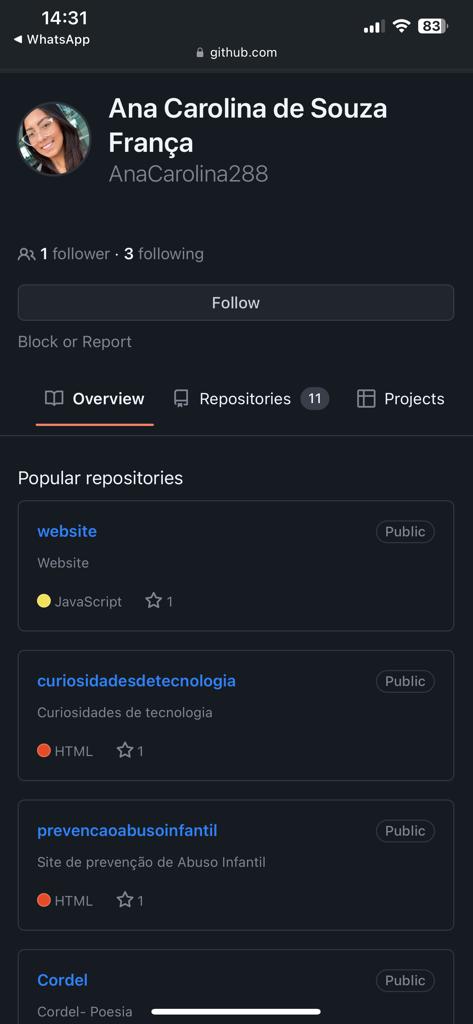 14:31
83
◀ WhatsApp
github.com
Ana Carolina de Souza
França
AnaCarolina288
1 follower · 3 following
Follow
Block or Report
Overview
Repositories 11
Projects
Popular repositories
website
Public
Website
JavaScript 1
curiosidadesdetecnologia
Public
Curiosidades de tecnologia
HTML 1
prevencaoabusoinfantil
Public
Site de prevenção de Abuso Infantil
HTML 1
Cordel
Public
Cordel- Poesia